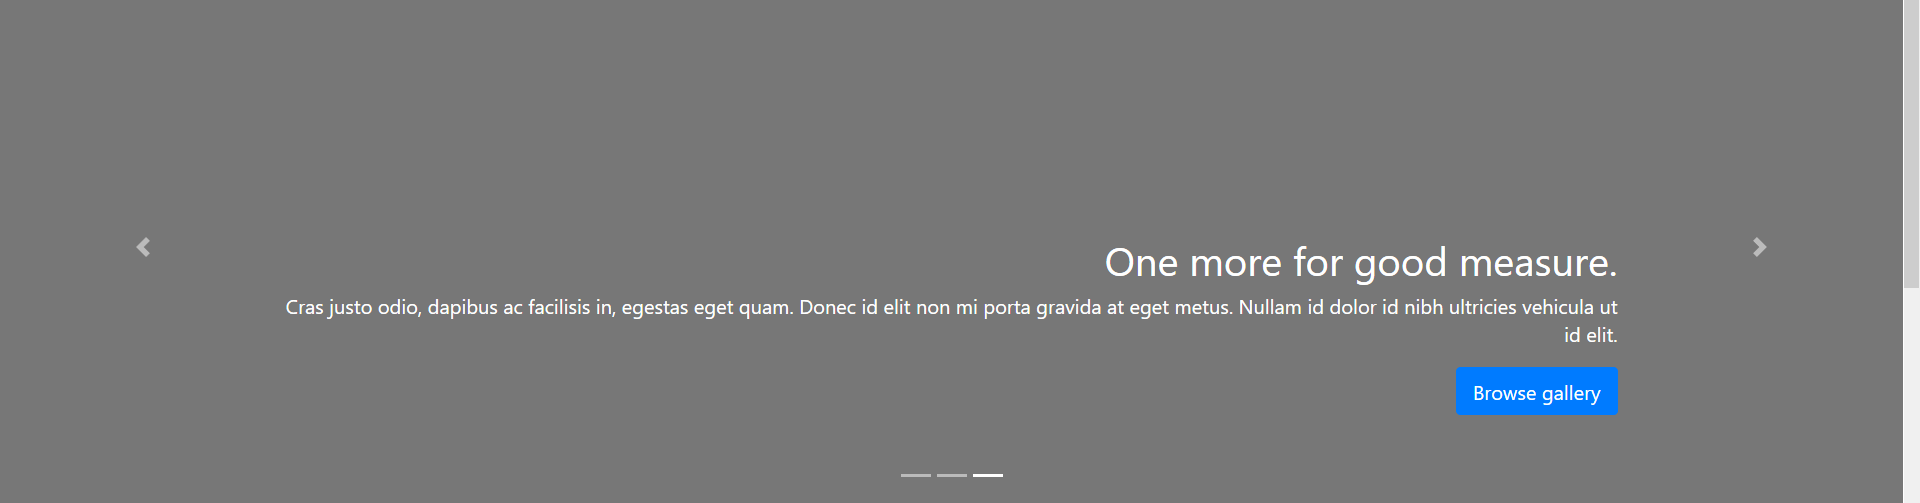 One more for good measure.
Cras justo odio, dapibus ac facilisis in, egestas eget quam. Donec id elit non mi porta gravida at eget metus. Nullam id dolor id nibh ultricies vehicula ut
id elit.
Browse gallery